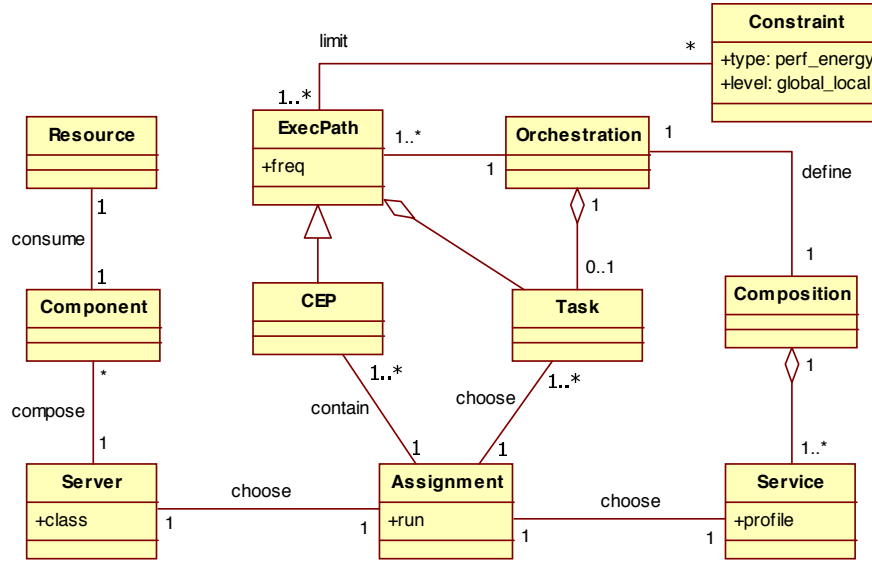 Constraint
limit
*
+type: perf_energy
+level: global_local
1..*
Resource
ExecPath
1..*
Orchestration
1
+freq
1
define
1
1
consume
1
0..1
1
Component
CEP
Task
Composition
*
1..*
1..*
1
compose
contain
choose
1
1
1
1..*
Server
choose
Assignment
choose
Service
+class
1
1
+run
1
1
+profile